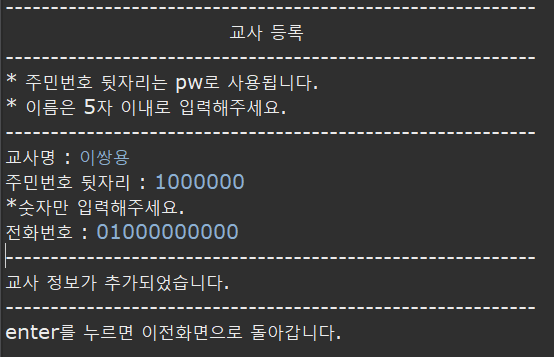 ------------------------------------------------------------
교사 등록
------------------------------------------------------------
* 주민번호 뒷자리는 pw로 사용됩니다.
* 이름은 5자 이내로 입력해주세요.
------------------------------------------------------------
교사명 : 이쌍용
주민번호 뒷자리 : 1000000
*숫자만 입력해주세요.
전화번호 : 01000000000
------------------------------------------------------------
교사 정보가 추가되었습니다.
------------------------------------------------------------
enter를 누르면 이전화면으로 돌아갑니다.